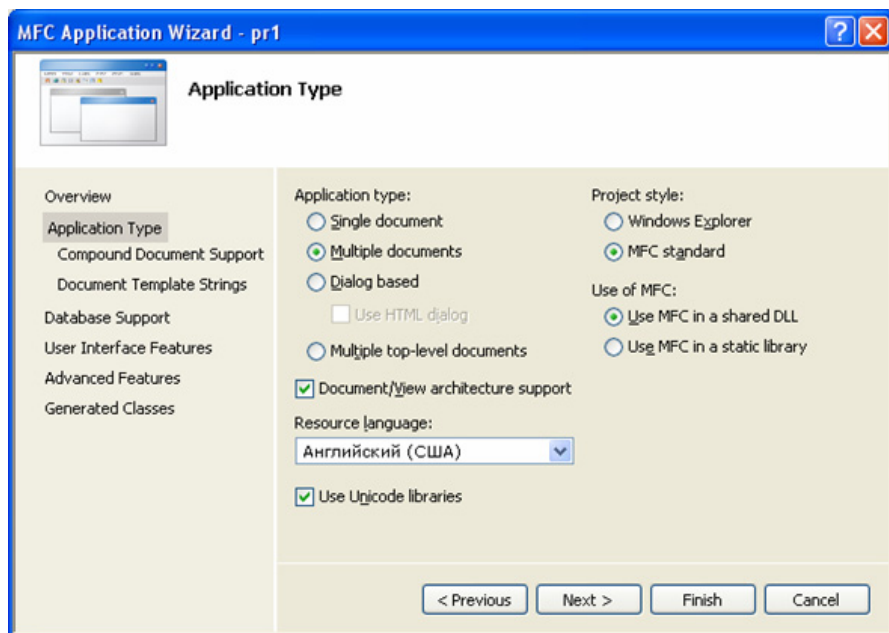 MFC Application Wizard - pr1
Application Type
Overview
Application Type
Compound Document Support
Document Template Strings
Database Support
User Interface Features
Advanced Features
Generated Classes
Application type:
Single document
Multiple documents
Dialog based
Use HTML dialog
Multiple top-level documents
Document/View architecture support
Resource language:
Английский (США)
Use Unicode libraries
Project style:
Windows Explorer
MFC standard
Use of MFC:
Use MFC in a shared DLL
Use MFC in a static library
< Previous
Next >
Finish
Cancel